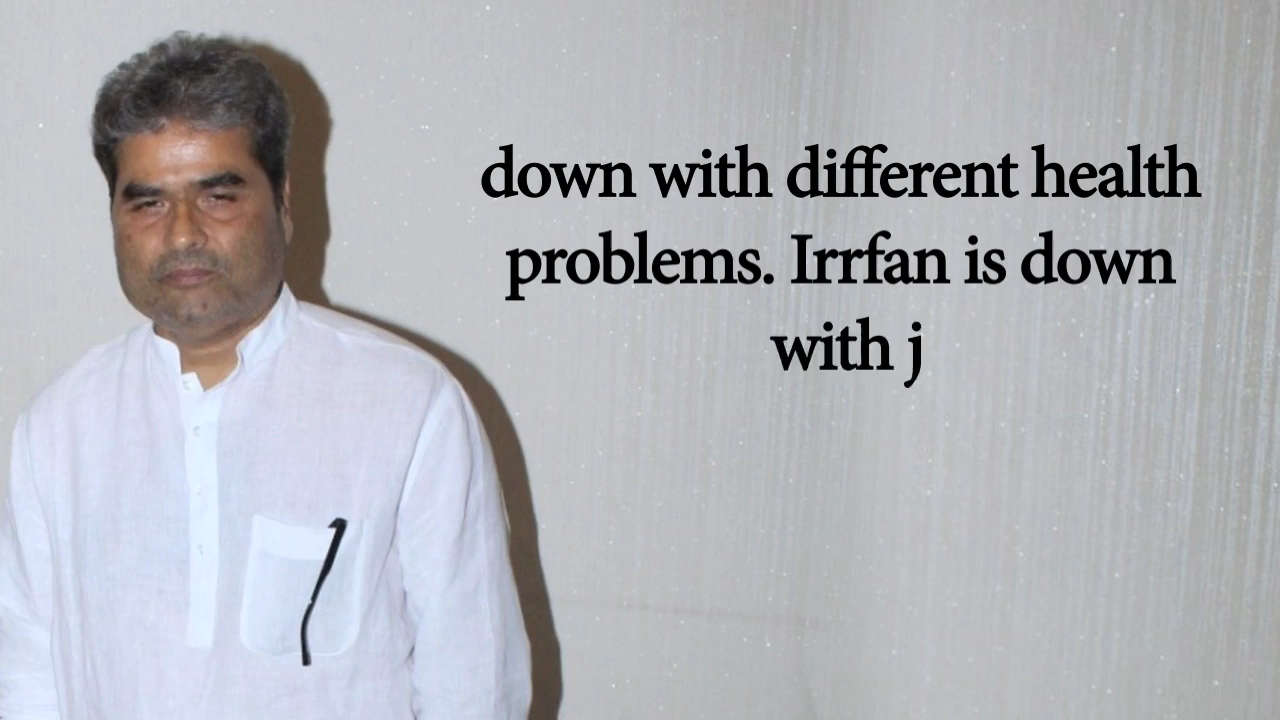 down with different health
problems. Irrfan is down
with j